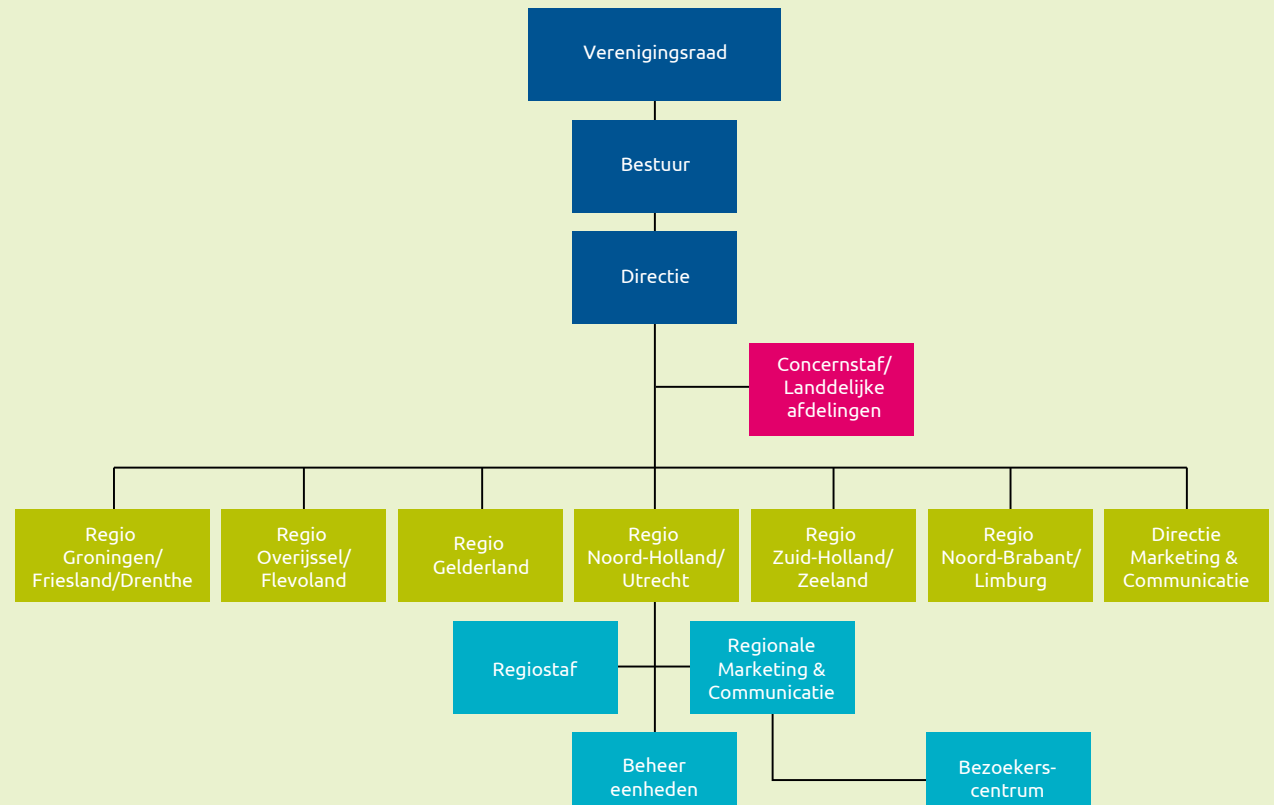 Verenigingsraad
Bestuur
Directie
Concernstaf/
Landdelijke
afdelingen
Regio
Groningen/
Friesland/Drenthe
Regio
Overijssel/
Flevoland
Regio
Gelderland
Regio
Noord-Holland/
Utrecht
Regio
Zuid-Holland/
Zeeland
Regio
Noord-Brabant/
Limburg
Directie
Marketing &
Communicatie
Regiostaf
Regionale
Marketing &
Communicatie
Beheer
eenheden
Bezoekers-
centrum